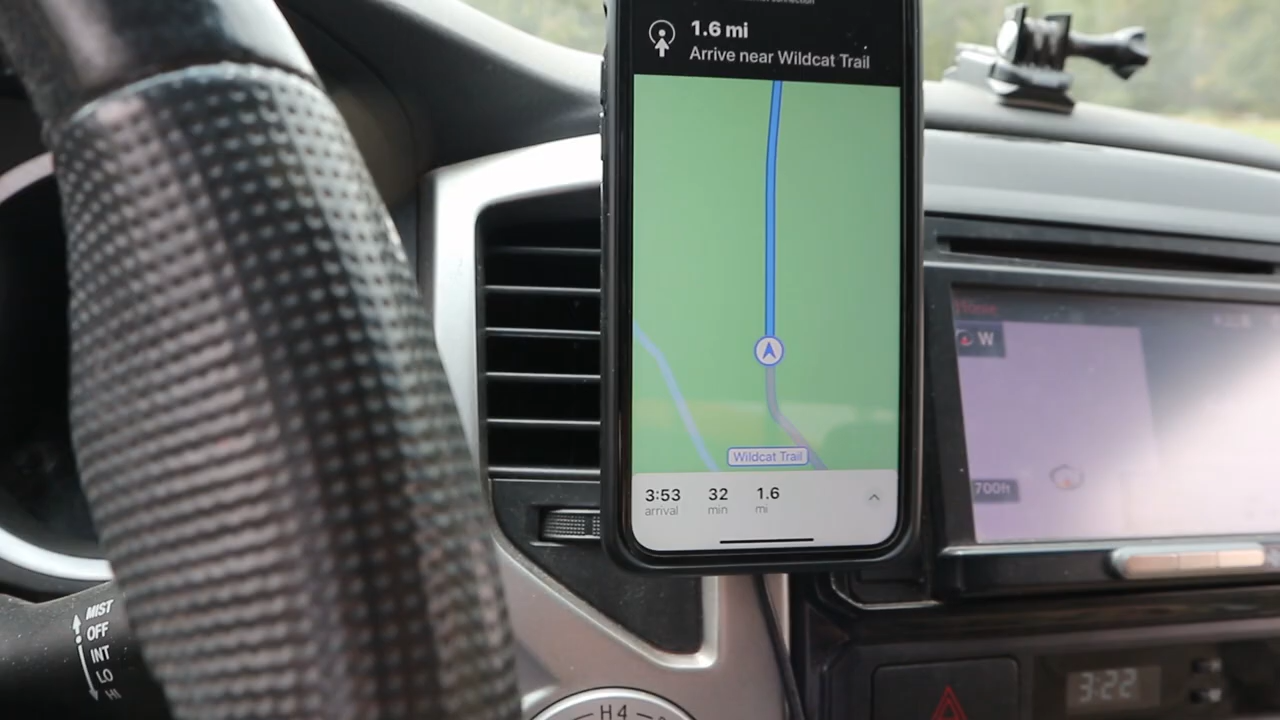 1.6 mi
Arrive near Wildcat Trail
Wildcat Trail
3:53 32 1.6
arrival min mi
W
700ft
MIST
OFF
INT
LO
HI
H4
3:22